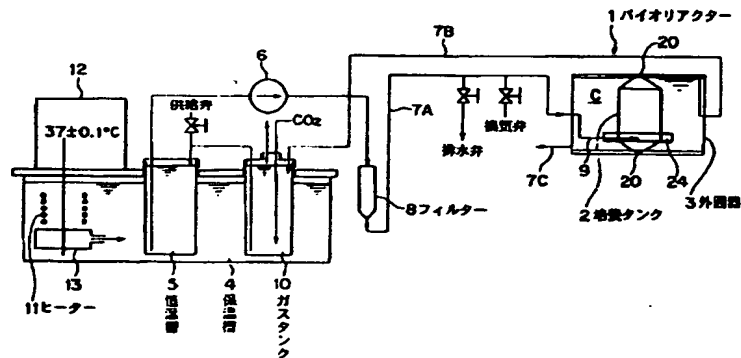 1 バイオリアクター
7B
20
12
6
供給弁
CO2
7A
C
37±0.1℃
排水弁
換気弁
7C
9
20
24
3 外囲器
2 培養タンク
8 フィルター
13
11 ヒーター
5 恒温器
4 保温槽
10 ガスタンク